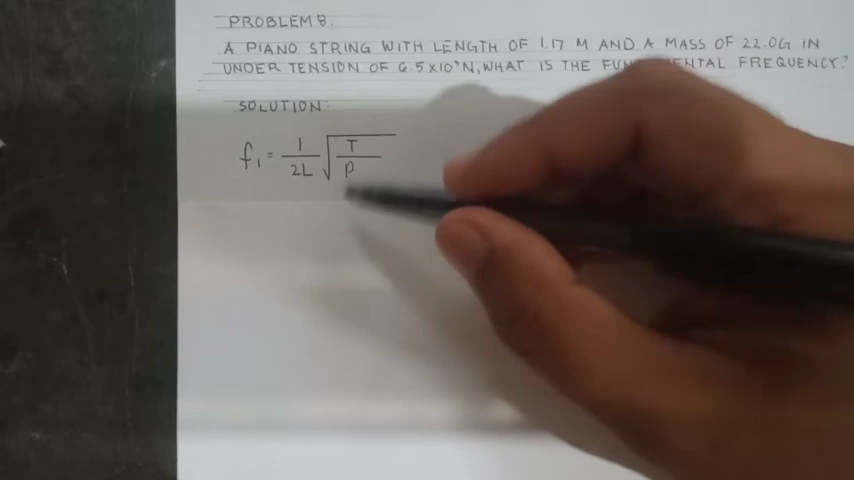 PROBLEM 8.
A PIANO STRING WITH LENGTH OF 1.17 M AND A MASS OF 22.0G IN
UNDER TENSION OF 6.5X10³N, WHAT IS THE FREQUENCY?
SOLUTION:
f₁ = 1/2L √T/P